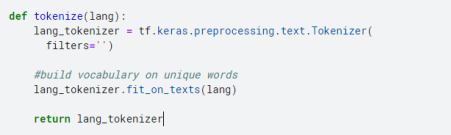 def tokenize(lang):
    lang_tokenizer = tf.keras.preprocessing.text.Tokenizer(
      filters='')

    #build vocabulary on unique words
    lang_tokenizer.fit_on_texts(lang)

    return lang_tokenizer